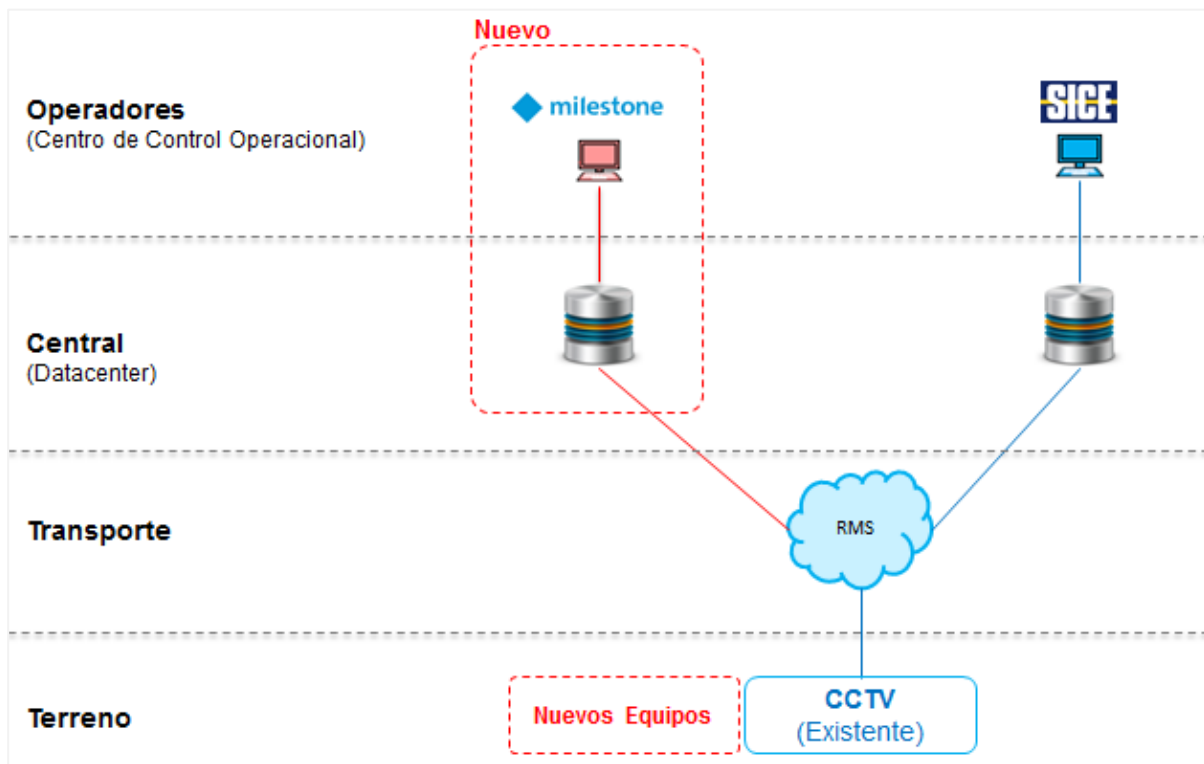 Nuevo
Operadores
(Centro de Control Operacional)
milestone
SICE
Central
(Datacenter)
Transporte
RMS
Terreno
Nuevos Equipos
CCTV
(Existente)